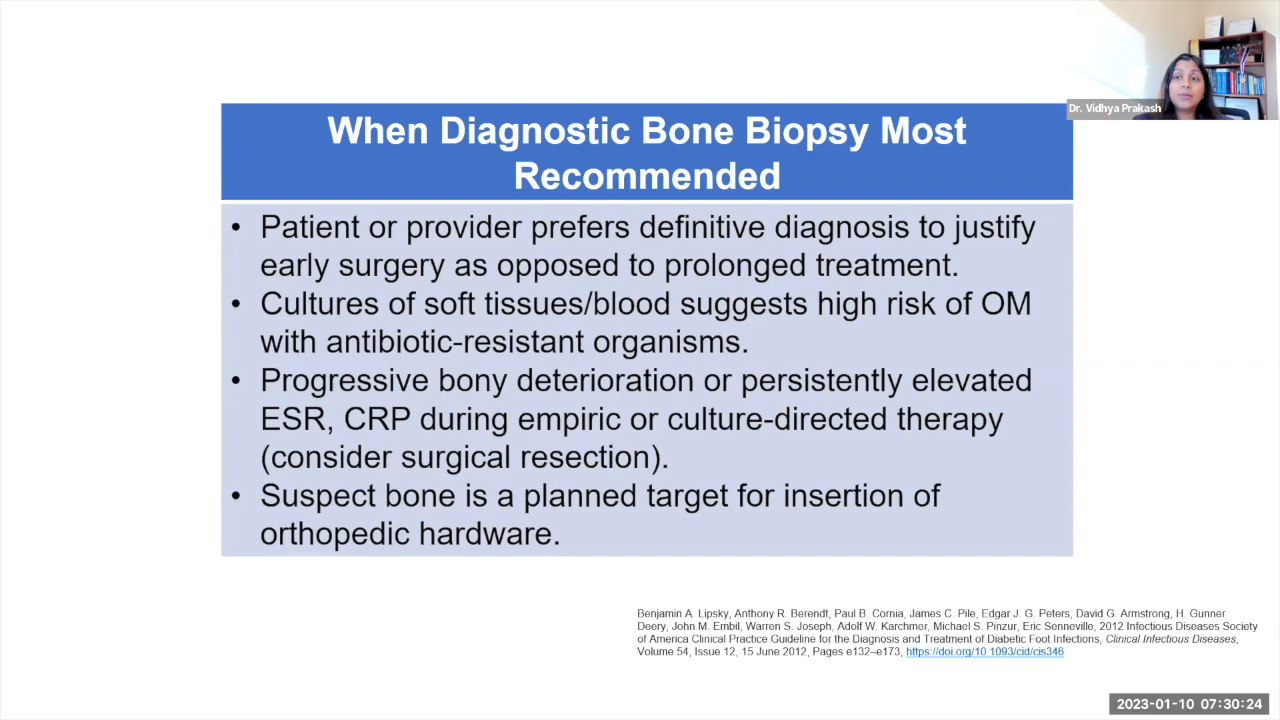 Dr. Vidhya Prakash
When Diagnostic Bone Biopsy Most
Recommended
• Patient or provider prefers definitive diagnosis to justify
early surgery as opposed to prolonged treatment.
• Cultures of soft tissues/blood suggests high risk of OM
with antibiotic-resistant organisms.
• Progressive bony deterioration or persistently elevated
ESR, CRP during empiric or culture-directed therapy
(consider surgical resection).
• Suspect bone is a planned target for insertion of
orthopedic hardware.
Benjamin A. Lipsky, Anthony R. Berendt, Paul B. Cornia, James C. Pile, Edgar J. G. Peters, David G. Armstrong, H. Gunner
Deery, John M. Embil, Warren S. Joseph, Adolf W. Karchmer, Michael S. Pinzur, Eric Senneville, 2012 Infectious Diseases Society
of America Clinical Practice Guideline for the Diagnosis and Treatment of Diabetic Foot Infections, Clinical Infectious Diseases,
Volume 54, Issue 12, 15 June 2012, Pages e132–e173, https://doi.org/10.1093/cid/cis346
2023-01-10 07:30:24